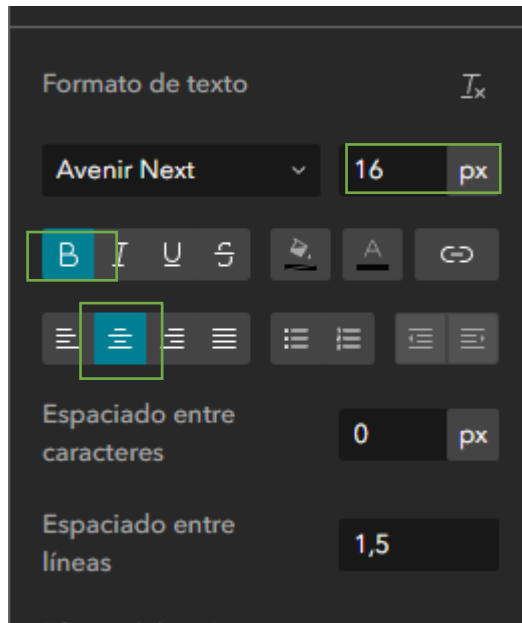 Formato de texto
Avenir Next 16 px
B I U S A
Espaciado entre
caracteres
0 px
Espaciado entre
líneas
1,5